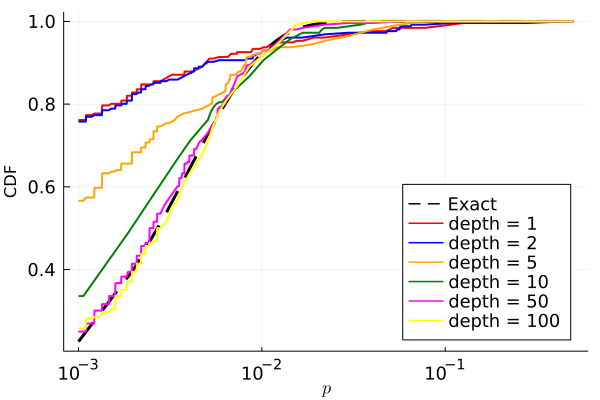 1.0
0.8
0.6
0.4
CDF
10⁻³
10⁻²
10⁻¹
p
Exact
depth = 1
depth = 2
depth = 5
depth = 10
depth = 50
depth = 100